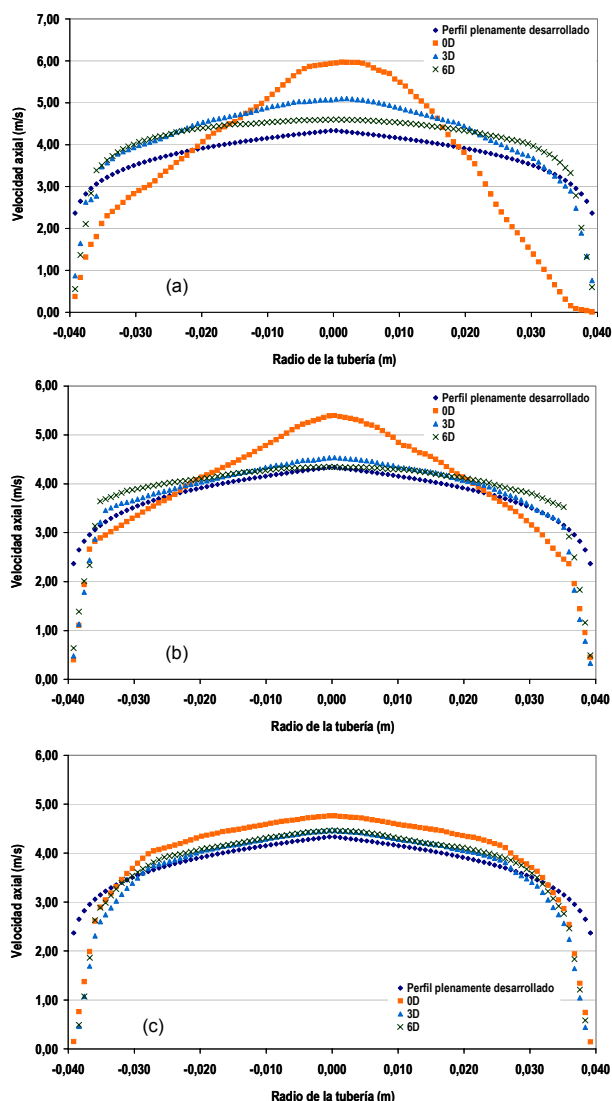 7,00
6,00
5,00
4,00
3,00
2,00
1,00
0,00
Velocidad axial (m/s)
Perfil plenamente desarrollado
0D
3D
6D
(a)
-0,040 -0,030 -0,020 -0,010 0,000 0,010 0,020 0,030 0,040
Radio de la tubería (m)
6,00
5,00
4,00
3,00
2,00
1,00
0,00
Velocidad axial (m/s)
Perfil plenamente desarrollado
0D
3D
6D
(b)
-0,040 -0,030 -0,020 -0,010 0,000 0,010 0,020 0,030 0,040
Radio de la tubería (m)
6,00
5,00
4,00
3,00
2,00
1,00
0,00
Velocidad axial (m/s)
Perfil plenamente desarrollado
0D
3D
6D
(c)
-0,040 -0,030 -0,020 -0,010 0,000 0,010 0,020 0,030 0,040
Radio de la tubería (m)